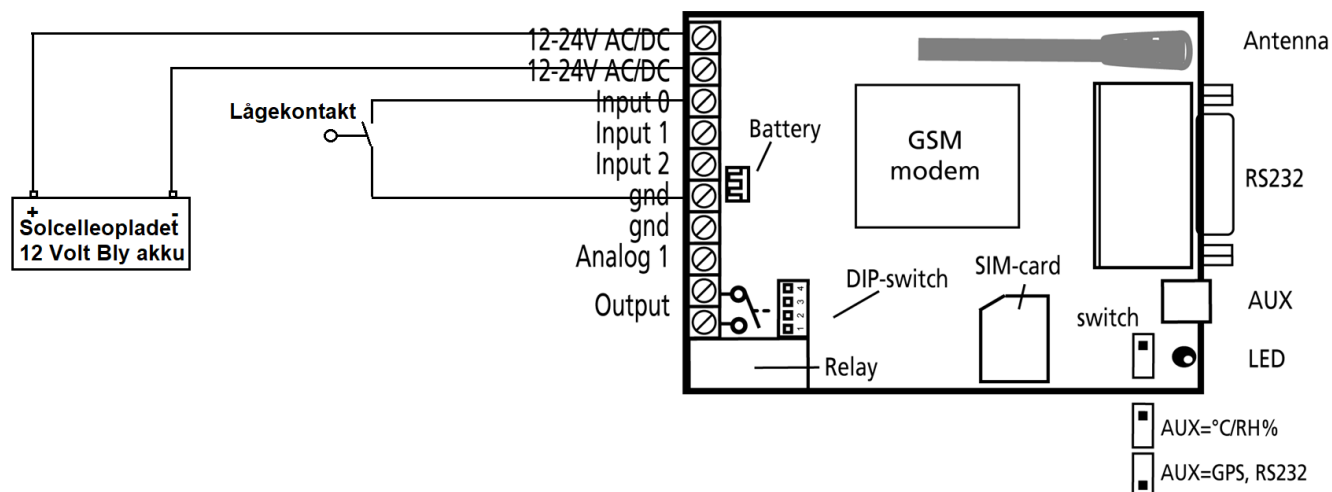 12-24V AC/DC
12-24V AC/DC
Input 0
Input 1
Input 2
gnd
gnd
Analog 1
Output
Lågekontakt
+ -
Solcelleopladet
12 Volt Bly akku
Battery
GSM
modem
Antenna
RS232
DIP-switch
SIM-card
switch
AUX
LED
Relay
1 2 3 4
AUX=°C/RH%
AUX=GPS, RS232